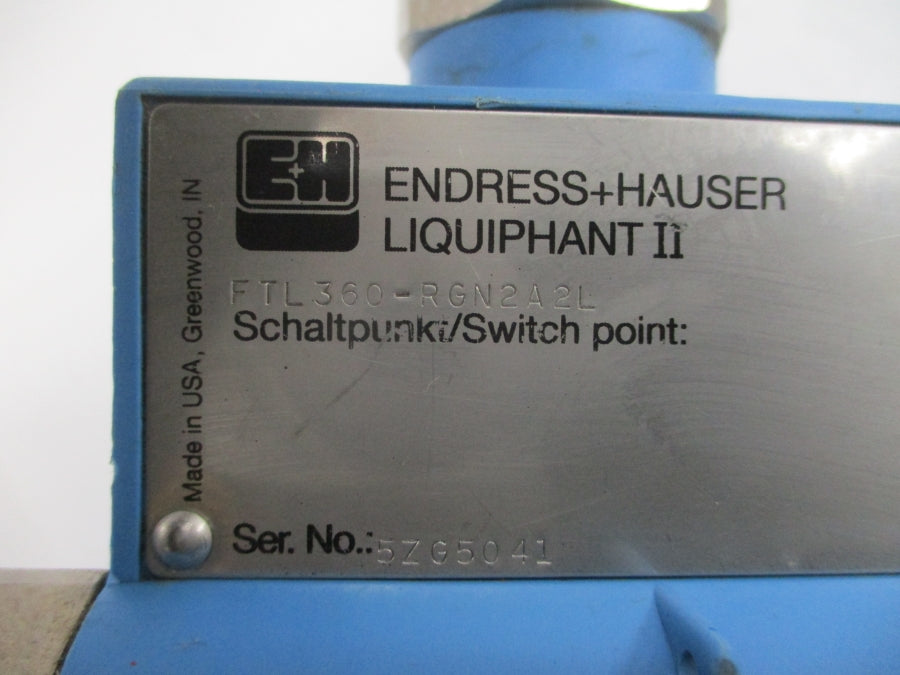 E+H
ENDRESS+HAUSER
LIQUIPHANT II
FTL360-RGN2A2L
Schaltpunkt/Switch point:
Ser. No.: 5ZG5041
Made in USA, Greenwood, IN